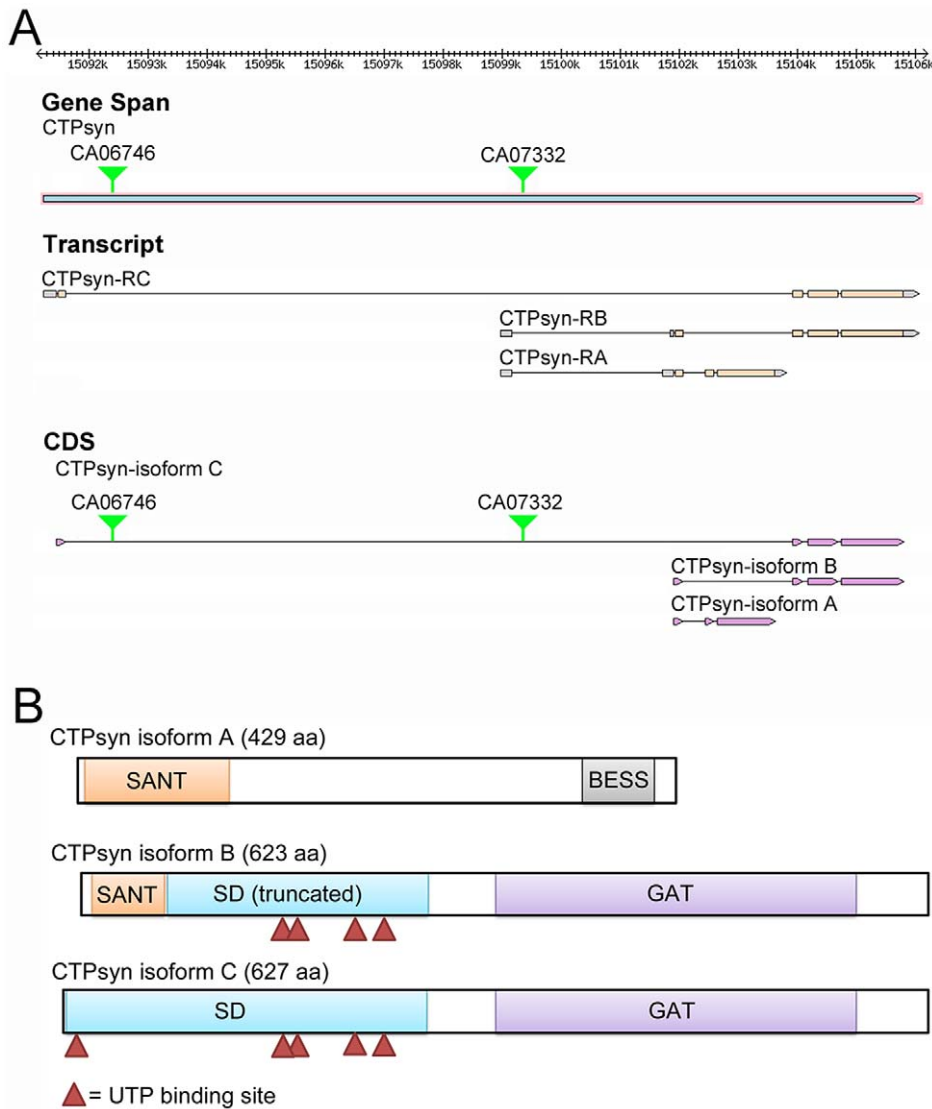 A
15092k 15093k 15094k 15095k 15096k 15097k 15098k 15099k 15100k 15101k 15102k 15103k 15104k 15105k 15106k
Gene Span
CTPsyn
CA06746 CA07332
Transcript
CTPsyn-RC
CTPsyn-RB
CTPsyn-RA
CDS
CTPsyn-isoform C
CA06746 CA07332
CTPsyn-isoform B
CTPsyn-isoform A
B
CTPsyn isoform A (429 aa)
SANT BESS
CTPsyn isoform B (623 aa)
SANT SD (truncated) GAT
CTPsyn isoform C (627 aa)
SD GAT
= UTP binding site